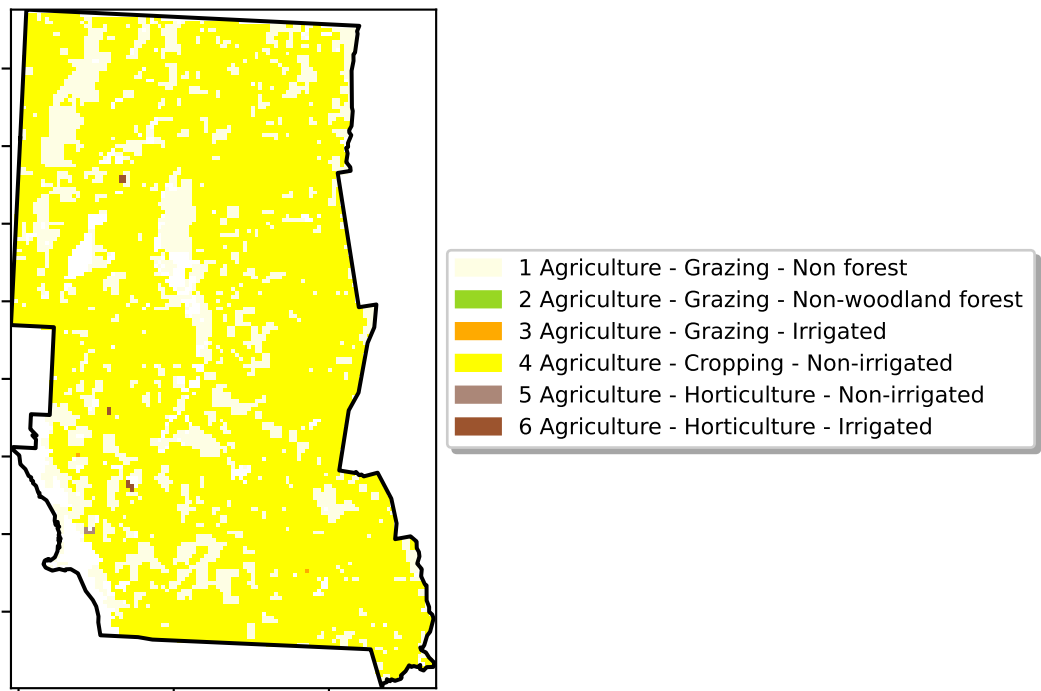 1 Agriculture - Grazing - Non forest
2 Agriculture - Grazing - Non-woodland forest
3 Agriculture - Grazing - Irrigated
4 Agriculture - Cropping - Non-irrigated
5 Agriculture - Horticulture - Non-irrigated
6 Agriculture - Horticulture - Irrigated